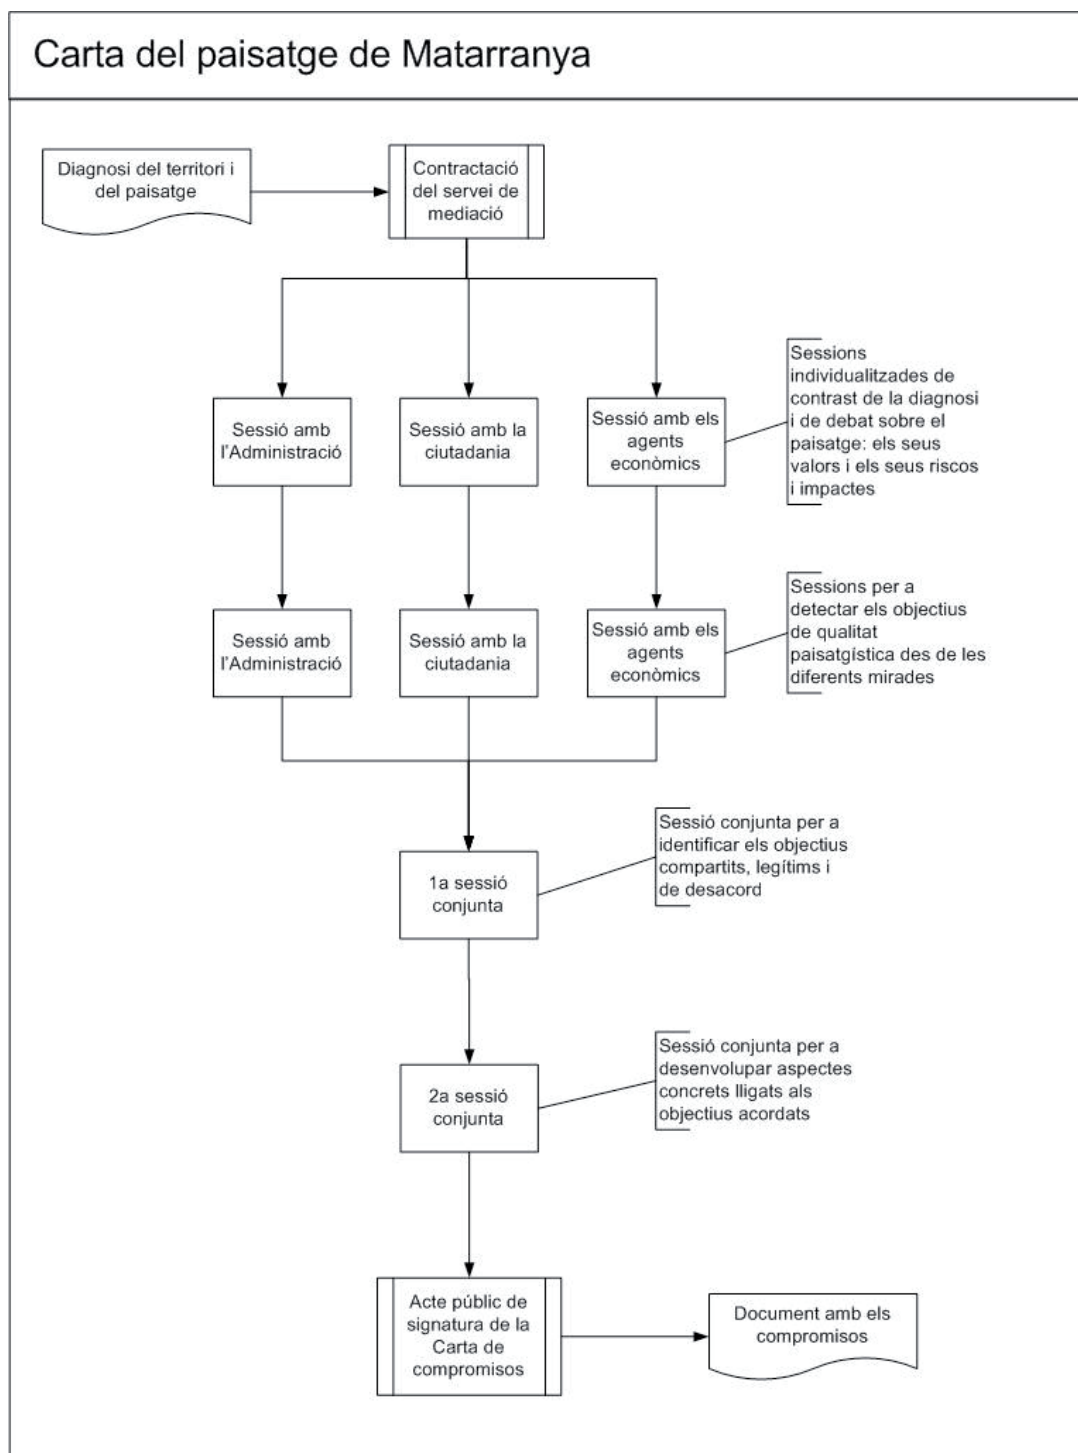 Carta del paisatge de Matarranya
Diagnosi del territori i
del paisatge
Contractació
del servei de
mediació
Sessió amb
l'Administració
Sessió amb la
ciutadania
Sessió amb els
agents
econòmics
Sessions
individualitzades de
contrast de la diagnosi
i de debat sobre el
paisatge: els seus
valors i els seus riscos
i impactes
Sessió amb
l'Administració
Sessió amb la
ciutadania
Sessió amb els
agents
econòmics
Sessions per a
detectar els objectius
de qualitat
paisatgística des de les
diferents mirades
1a sessió
conjunta
Sessió conjunta per a
identificar els objectius
compartits, legítims i
de desacord
2a sessió
conjunta
Sessió conjunta per a
desenvolupar aspectes
concrets lligats als
objectius acordats
Acte públic de
signatura de la
Carta de
compromisos
Document amb els
compromisos